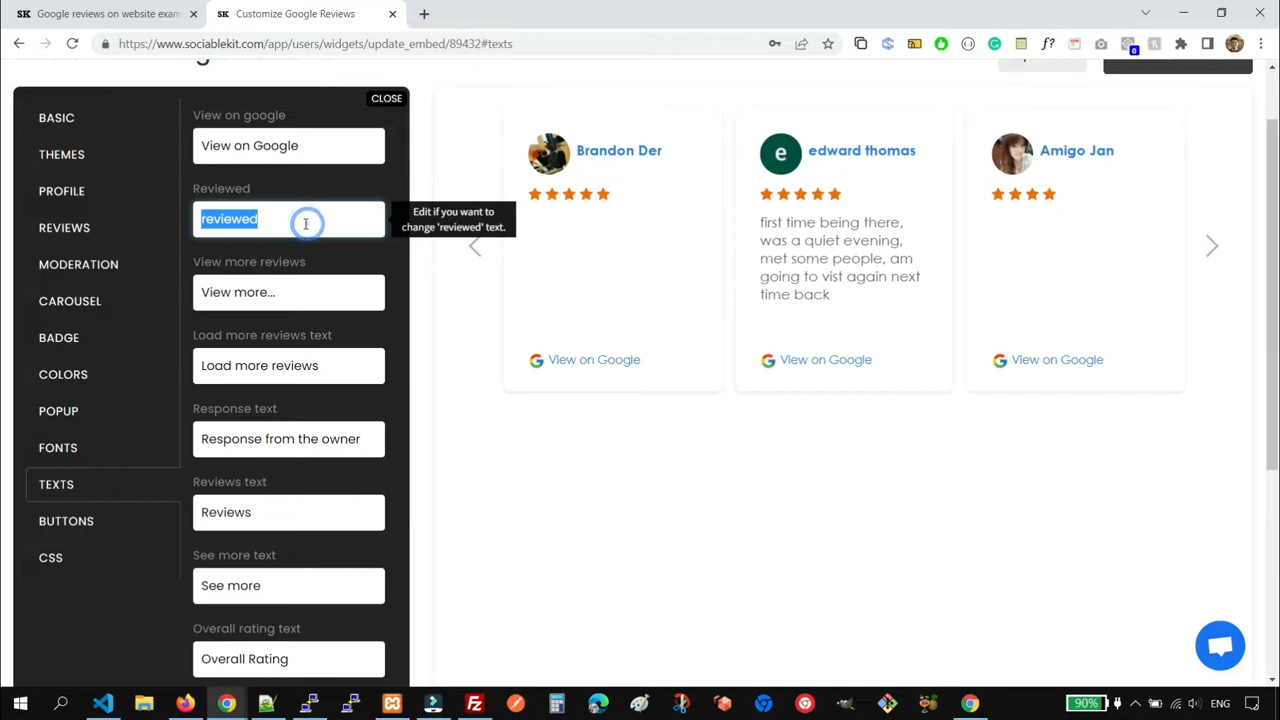 SK Google reviews on website exam
SK Customize Google Reviews
https://www.sociablekit.com/app/users/widgets/update_embed/89432#texts
f?
0
CLOSE
BASIC
THEMES
PROFILE
REVIEWS
MODERATION
CAROUSEL
BADGE
COLORS
POPUP
FONTS
TEXTS
BUTTONS
CSS
View on google
View on Google
Reviewed
reviewed
Edit if you want to
change 'reviewed' text.
View more reviews
View more...
Load more reviews text
Load more reviews
Response text
Response from the owner
Reviews text
Reviews
See more text
See more
Overall rating text
Overall Rating
Brandon Der
View on Google
e
edward thomas
first time being there,
was a quiet evening,
met some people, am
going to vist again next
time back
View on Google
Amigo Jan
View on Google
90%
ENG